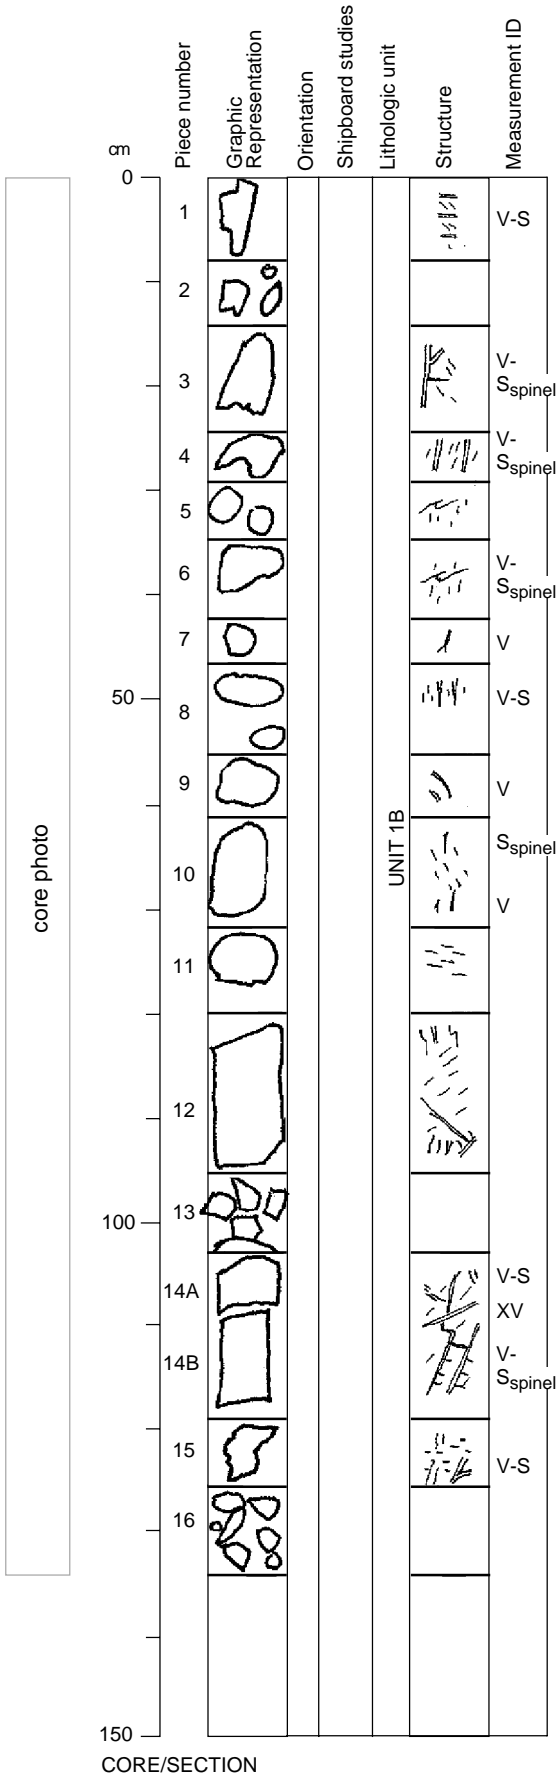 cm
Piece number
Graphic
Representation
Orientation
Shipboard studies
Lithologic unit
Structure
Measurement ID
0
1
V-S
2
3
V-
Sspinel
4
V-
Sspinel
5
6
V-
Sspinel
7
V
50
8
V-S
9
V
core photo
UNIT 1B
10
Sspinel
V
11
12
100
13
14A
V-S
XV
14B
V-
Sspinel
15
V-S
16
150
CORE/SECTION